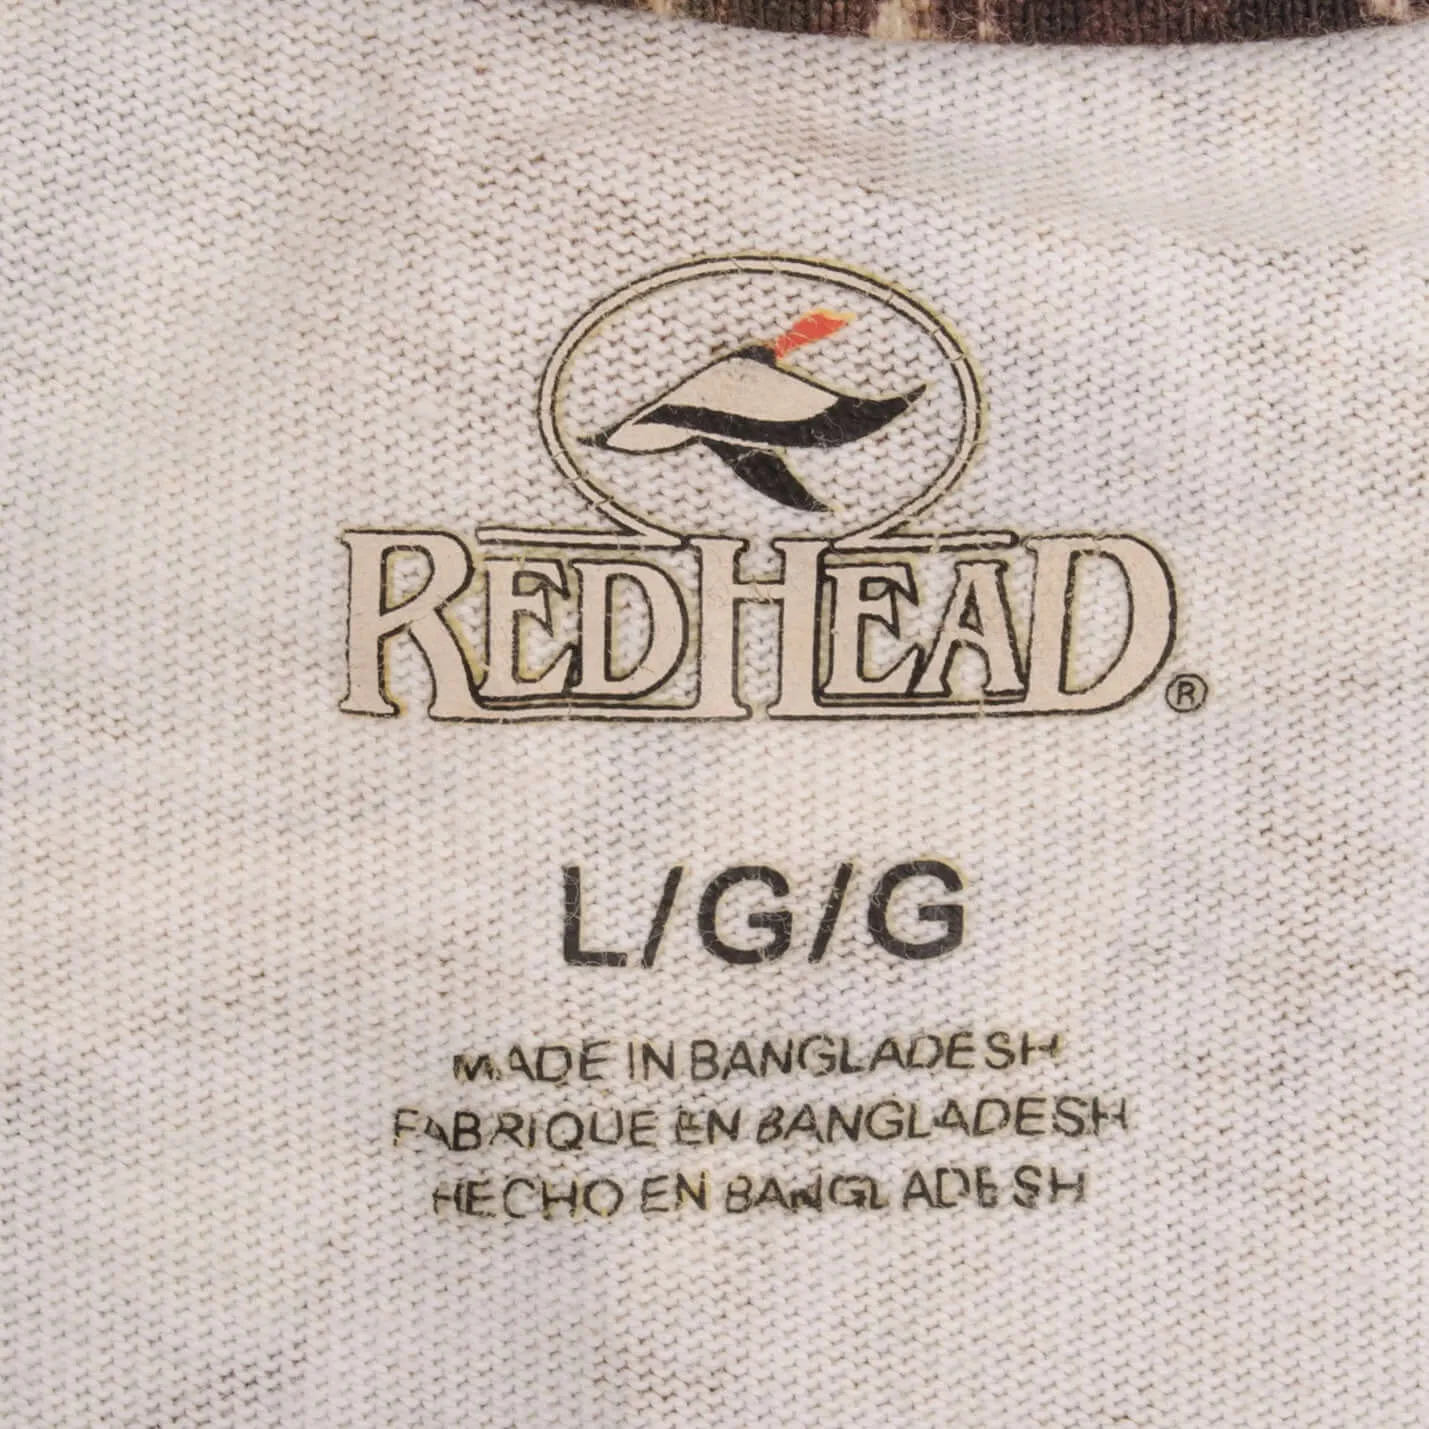 REDHEAD®
L/G/G
MADE IN BANGLADESH
FABRIQUE EN BANGLADESH
HECHO EN BANGLADESH